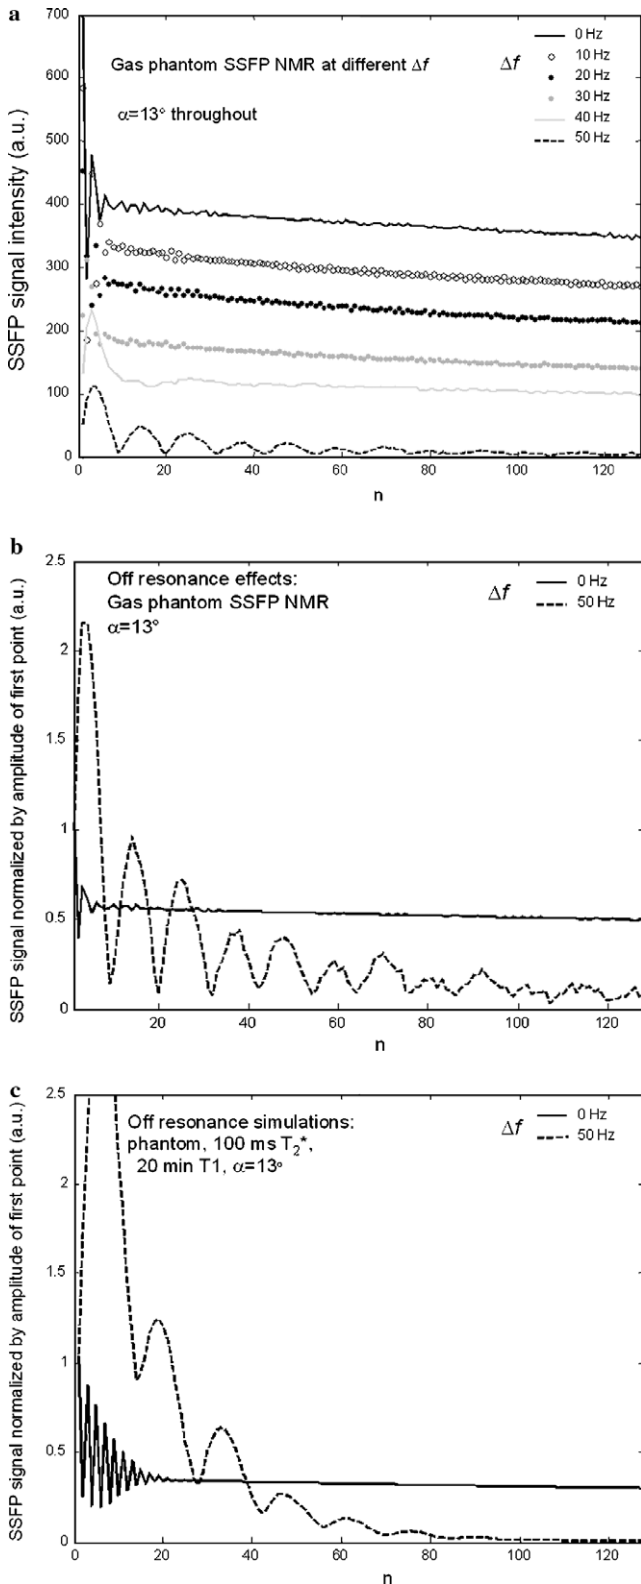 a
700
600
500
400
300
200
100
0
SSFP signal intensity (a.u.)
Gas phantom SSFP NMR at different Δf
α=13° throughout
Δf
0 Hz
10 Hz
20 Hz
30 Hz
40 Hz
50 Hz
0 20 40 60 80 100 120
n
b
2.5
2
1.5
1
0.5
0
SSFP signal normalized by amplitude of first point (a.u.)
Off resonance effects:
Gas phantom SSFP NMR
α=13°
Δf
0 Hz
50 Hz
20 40 60 80 100 120
n
c
2.5
2
1.5
1
0.5
0
SSFP signal normalized by amplitude of first point (a.u.)
Off resonance simulations:
phantom, 100 ms T₂*,
20 min T1, α=13°
Δf
0 Hz
50 Hz
0 20 40 60 80 100 120
n